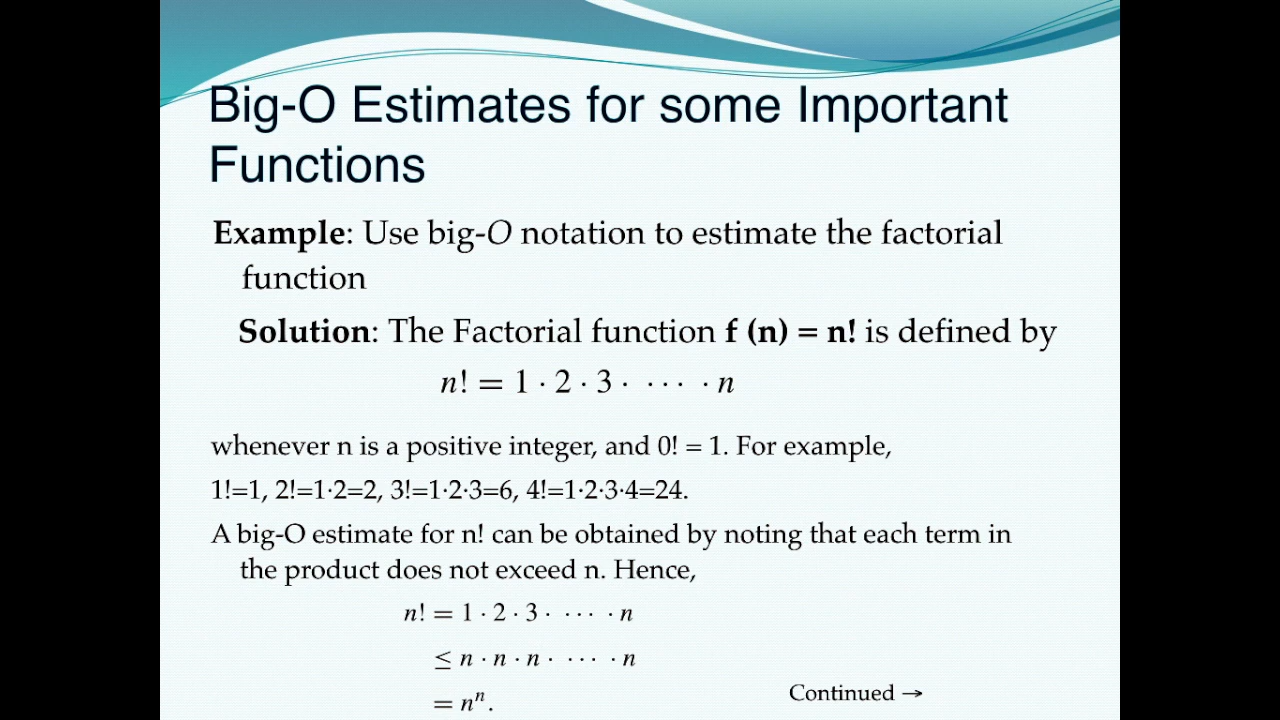 Big-O Estimates for some Important
Functions
Example: Use big-O notation to estimate the factorial
function
Solution: The Factorial function f (n) = n! is defined by
n! = 1 · 2 · 3 · ··· · n
whenever n is a positive integer, and 0! = 1. For example,
1!=1, 2!=1·2=2, 3!=1·2·3=6, 4!=1·2·3·4=24.
A big-O estimate for n! can be obtained by noting that each term in
the product does not exceed n. Hence,
n! = 1 · 2 · 3 · ··· · n
≤ n · n · n · ··· · n
= nⁿ.
Continued →